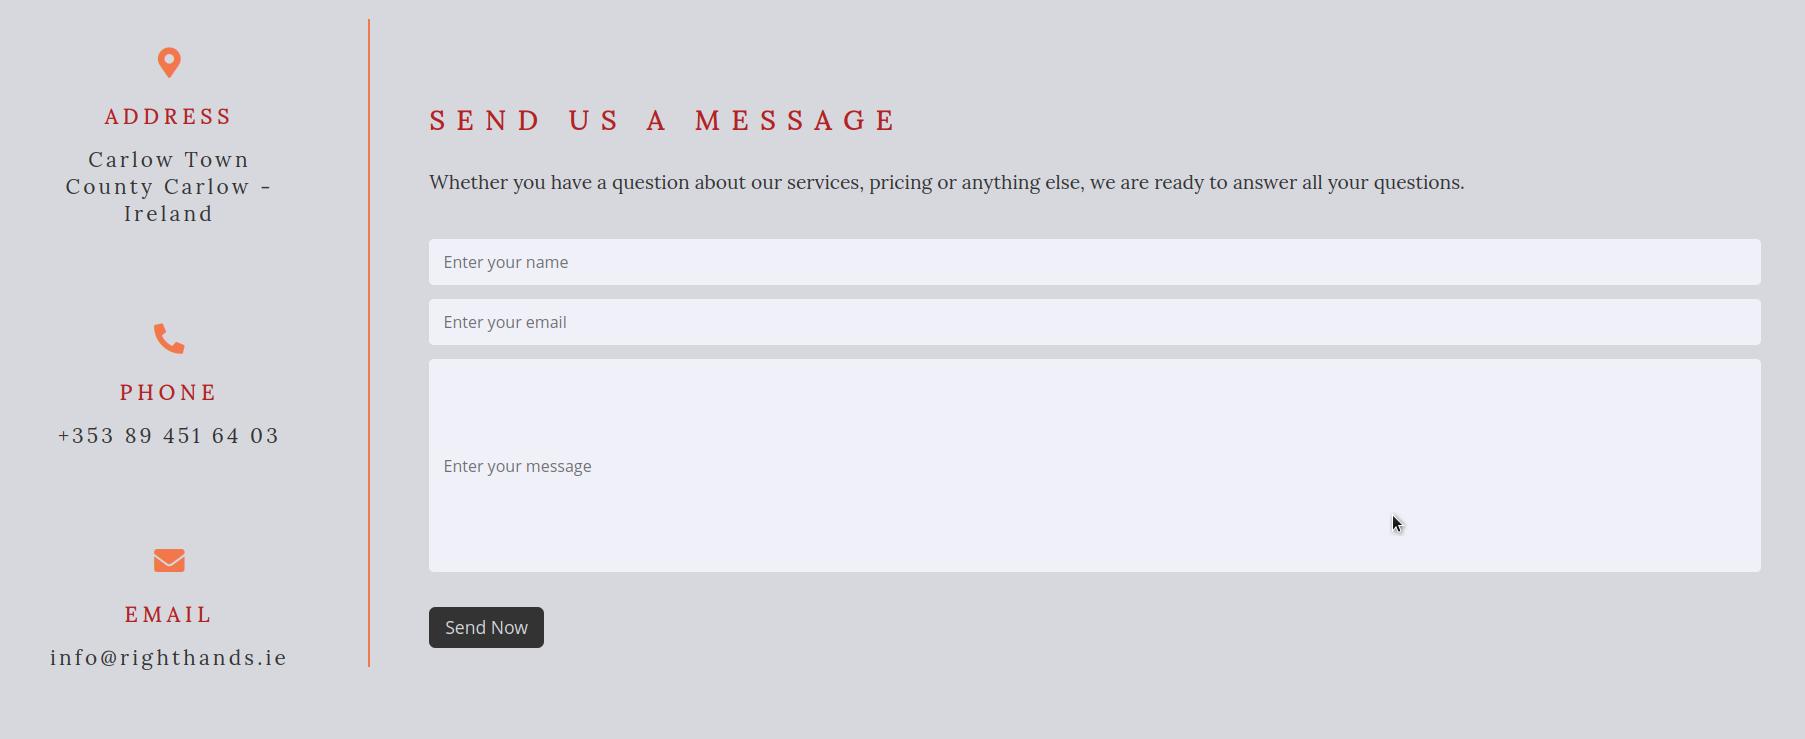 ADDRESS
Carlow Town
County Carlow -
Ireland
PHONE
+353 89 451 64 03
EMAIL
info@righthands.ie
SEND US A MESSAGE
Whether you have a question about our services, pricing or anything else, we are ready to answer all your questions.
Enter your name
Enter your email
Enter your message
Send Now